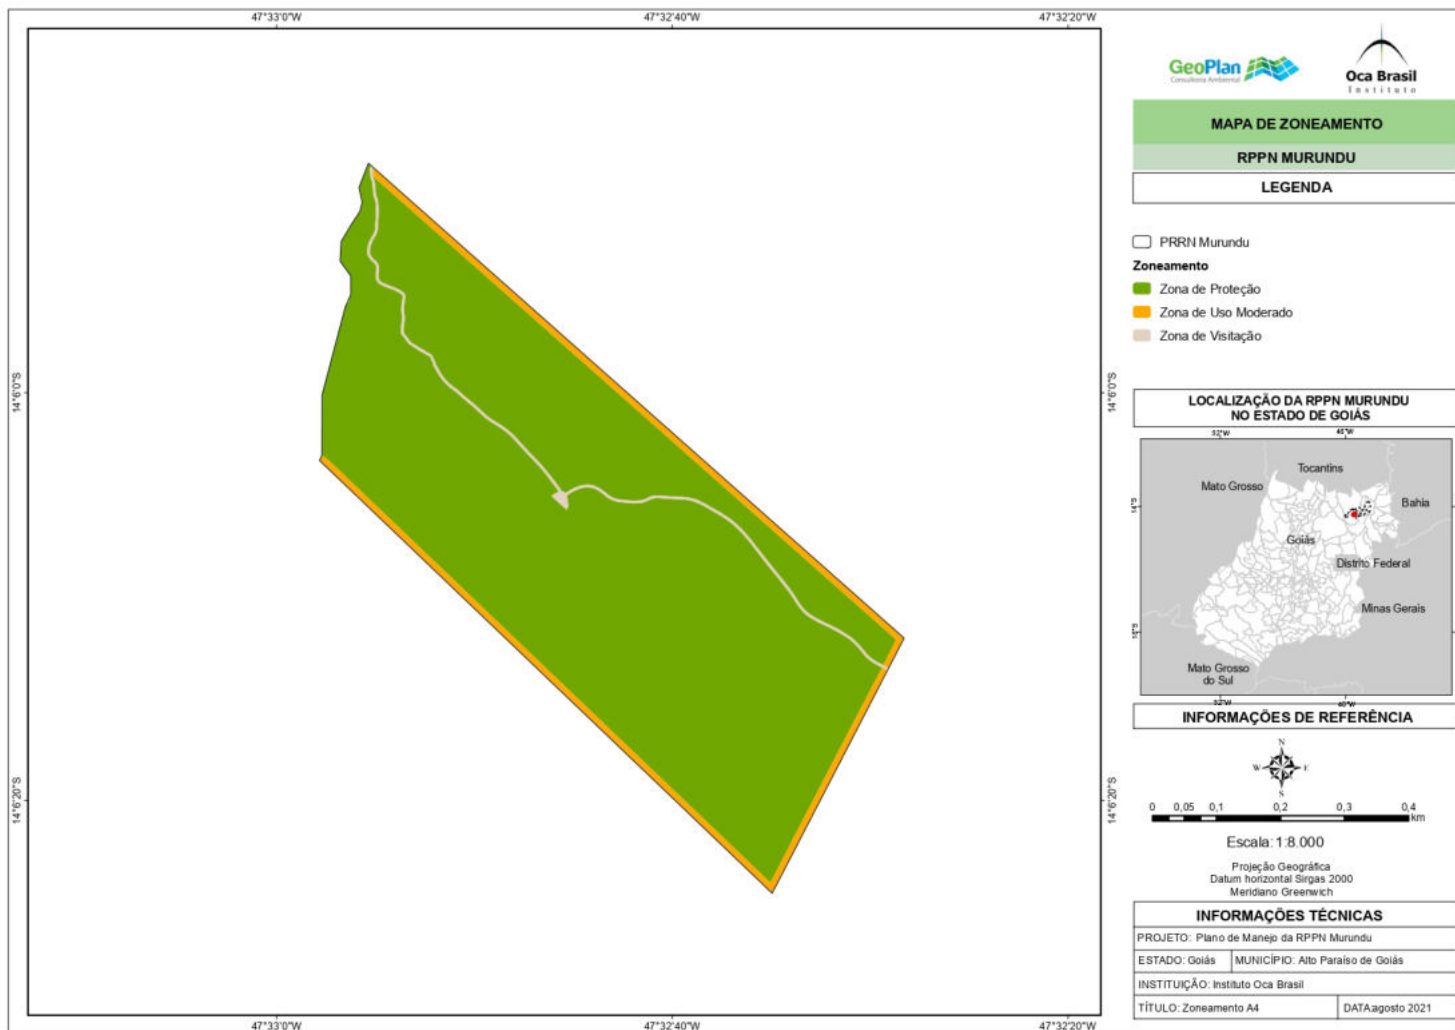 47°33'0"W
47°32'40"W
47°32'20"W
GeoPlan
Consultoria Ambiental
Oca Brasil
Instituto
MAPA DE ZONEAMENTO
RPPN MURUNDU
LEGENDA
PRRN Murundu
Zoneamento
Zona de Proteção
Zona de Uso Moderado
Zona de Visitação
14°6'0"S
14°6'0"S
LOCALIZAÇÃO DA RPPN MURUNDU
NO ESTADO DE GOIÁS
52°W
Tocantins
Mato Grosso
Bahia
Goiás
Distrito Federal
Minas Gerais
Mato Grosso
do Sul
52°W
INFORMAÇÕES DE REFERÊNCIA
N
W E
S
14°6'20"S
14°6'20"S
0 0,05 0,1 0,2 0,3 0,4
km
Escala: 1:8.000
Projeção Geográfica
Datum horizontal Sirgas 2000
Meridiano Greenwich
INFORMAÇÕES TÉCNICAS
PROJETO: Plano de Manejo da RPPN Murundu
ESTADO: Goiás MUNICÍPIO: Alto Paraíso de Goiás
INSTITUIÇÃO: Instituto Oca Brasil
TÍTULO: Zoneamento A4 DATA:agosto 2021
47°33'0"W
47°32'40"W
47°32'20"W